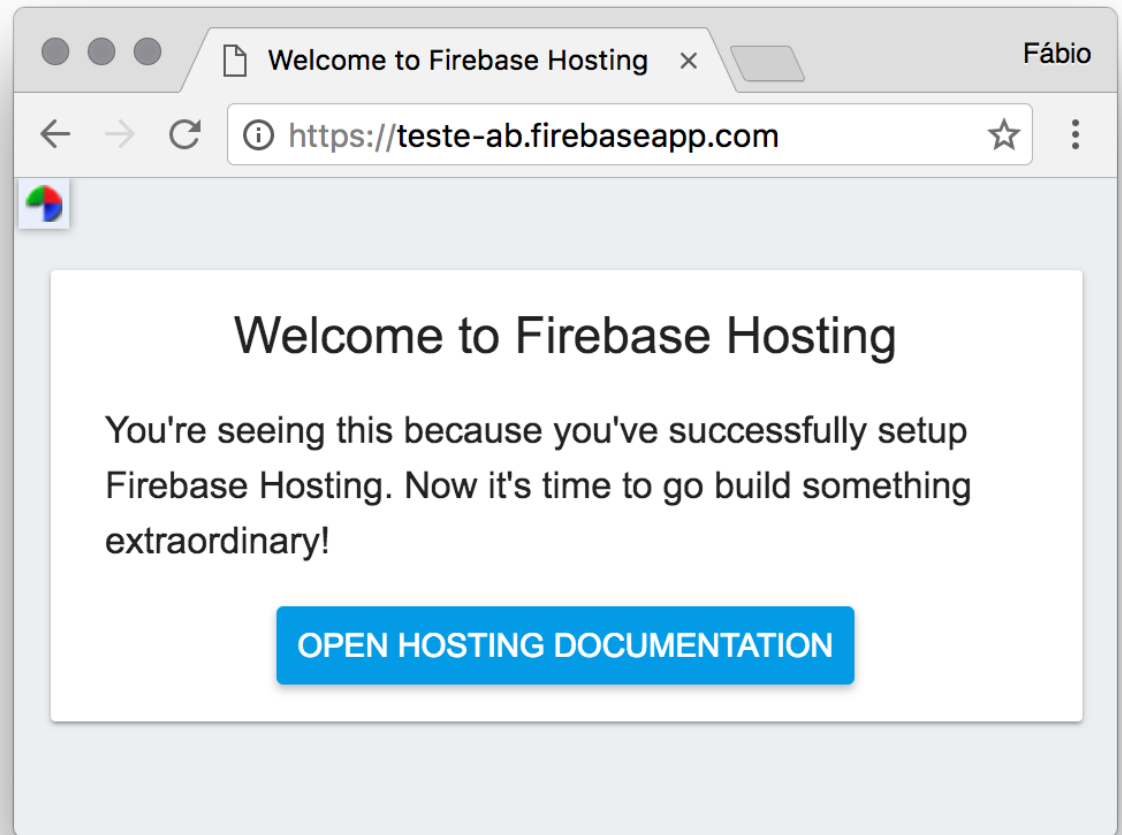 Welcome to Firebase Hosting
Fábio
https://teste-ab.firebaseapp.com
Welcome to Firebase Hosting
You're seeing this because you've successfully setup
Firebase Hosting. Now it's time to go build something
extraordinary!
OPEN HOSTING DOCUMENTATION